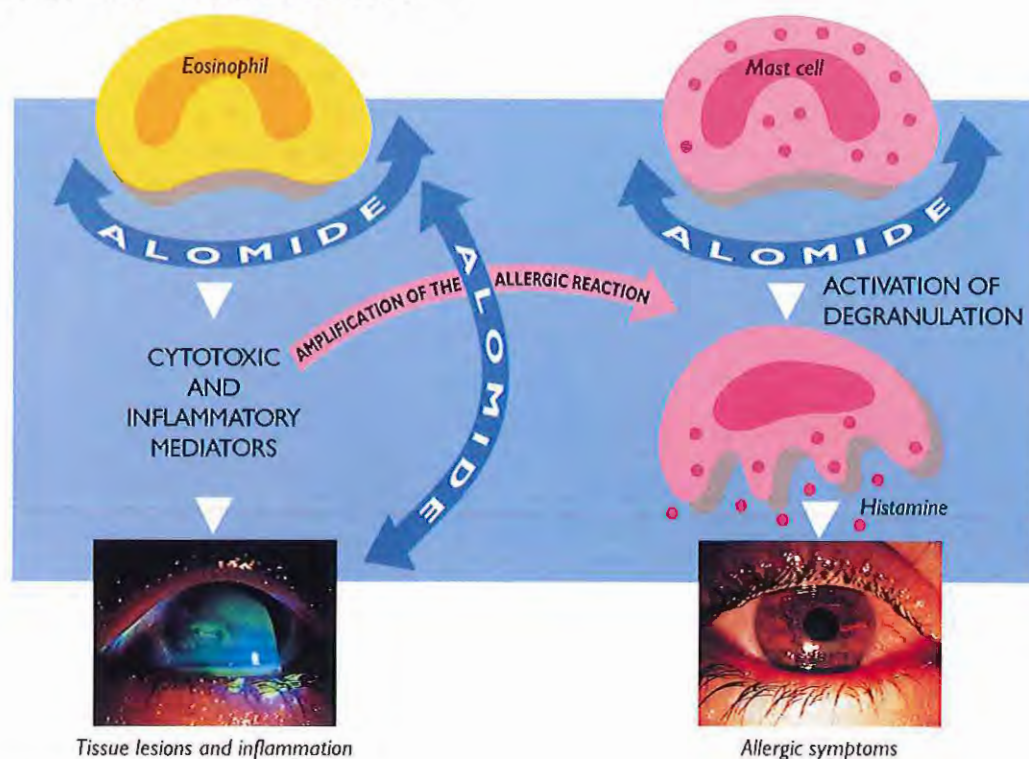 Eosinophil
ALOMIDE
CYTOTOXIC
AND
INFLAMMATORY
MEDIATORS
AMPLIFICATION OF THE ALLERGIC REACTION
ALOMIDE
Tissue lesions and inflammation
Mast cell
ALOMIDE
ACTIVATION OF
DEGRANULATION
Histamine
Allergic symptoms